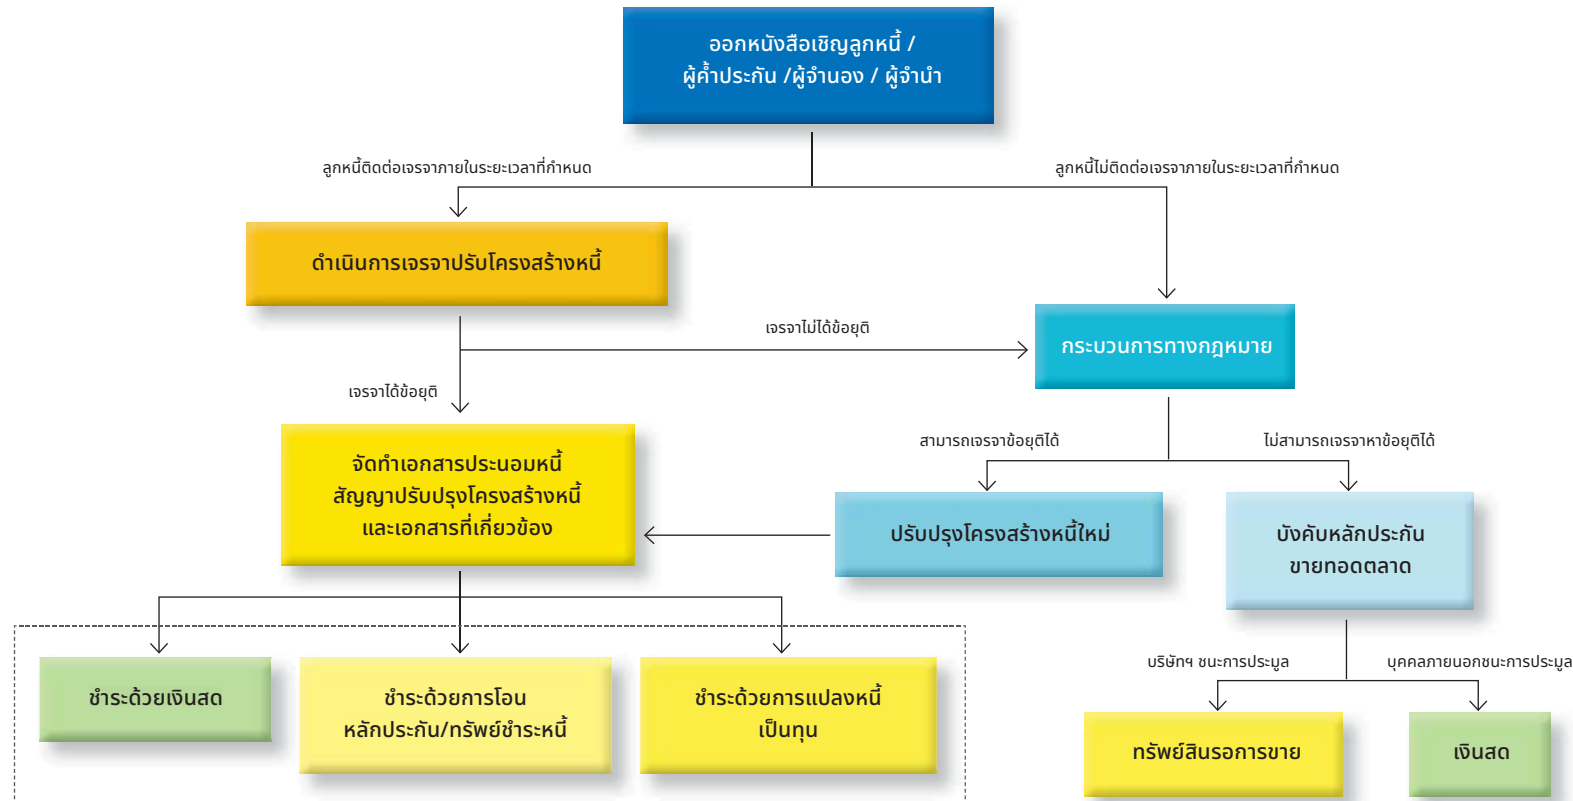 ออกหนังสือเชิญลูกหนี้ /
ผู้ค้ำประกัน /ผู้จำนอง / ผู้จำนำ
ลูกหนี้ติดต่อเจรจาภายในระยะเวลาที่กำหนด
ลูกหนี้ไม่ติดต่อเจรจาภายในระยะเวลาที่กำหนด
ดำเนินการเจรจาปรับโครงสร้างหนี้
เจรจาไม่ได้ข้อยุติ
กระบวนการทางกฎหมาย
เจรจาได้ข้อยุติ
สามารถเจรจาข้อยุติได้
ไม่สามารถเจรจาหาข้อยุติได้
จัดทำเอกสารประนอมหนี้
สัญญาปรับปรุงโครงสร้างหนี้
และเอกสารที่เกี่ยวข้อง
ปรับปรุงโครงสร้างหนี้ใหม่
บังคับหลักประกัน
ขายทอดตลาด
บริษัทฯ ชนะการประมูล
บุคคลภายนอกชนะการประมูล
ชำระด้วยเงินสด
ชำระด้วยการโอน
หลักประกัน/ทรัพย์ชำระหนี้
ชำระด้วยการแปลงหนี้
เป็นทุน
ทรัพย์สินรอการขาย
เงินสด